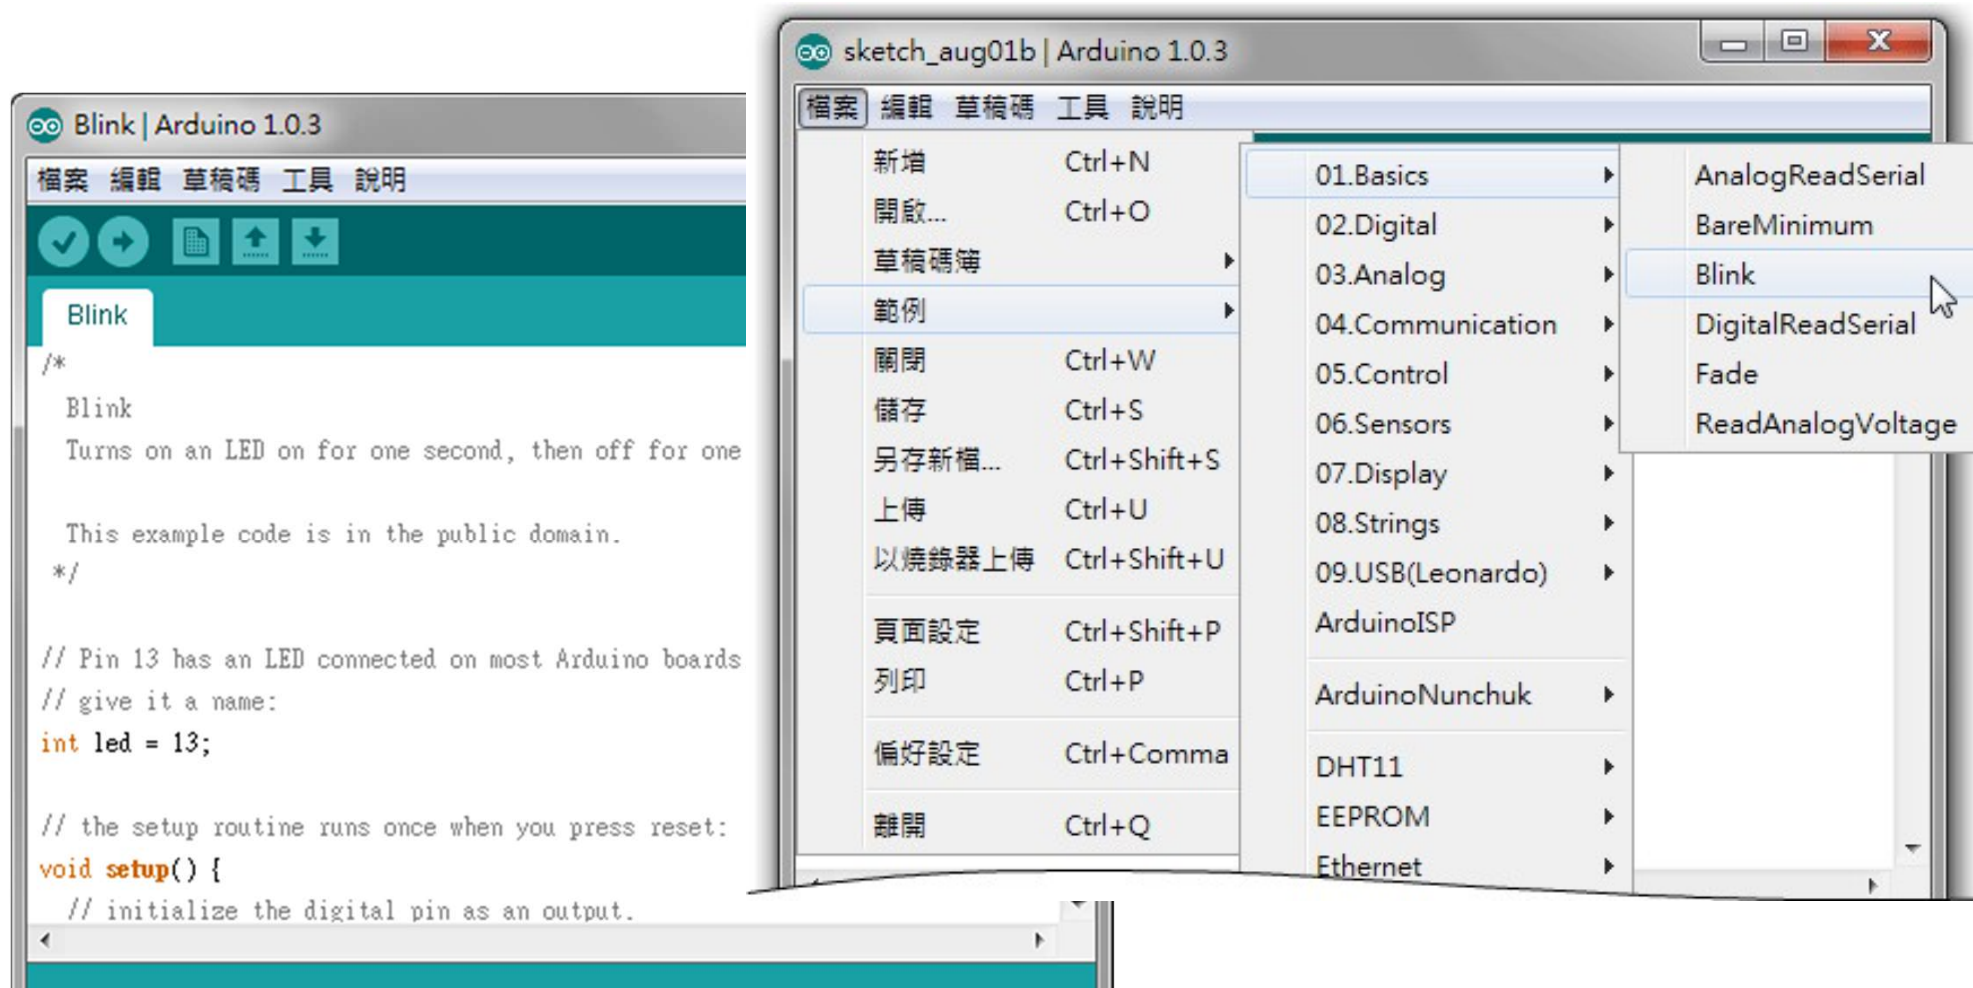 Blink | Arduino 1.0.3
檔案 編輯 草稿碼 工具 說明
Blink
/*
Blink
Turns on an LED on for one second, then off for one
This example code is in the public domain.
*/
// Pin 13 has an LED connected on most Arduino boards
// give it a name:
int led = 13;
// the setup routine runs once when you press reset:
void setup() {
// initialize the digital pin as an output.
sketch_aug01b | Arduino 1.0.3
檔案 編輯 草稿碼 工具 說明
新增 Ctrl+N
開啟... Ctrl+O
草稿碼簿
範例
關閉 Ctrl+W
儲存 Ctrl+S
另存新檔... Ctrl+Shift+S
上傳 Ctrl+U
以燒錄器上傳 Ctrl+Shift+U
頁面設定 Ctrl+Shift+P
列印 Ctrl+P
偏好設定 Ctrl+Comma
離開 Ctrl+Q
01.Basics
02.Digital
03.Analog
04.Communication
05.Control
06.Sensors
07.Display
08.Strings
09.USB(Leonardo)
ArduinoISP
ArduinoNunchuk
DHT11
EEPROM
Ethernet
AnalogReadSerial
BareMinimum
Blink
DigitalReadSerial
Fade
ReadAnalogVoltage